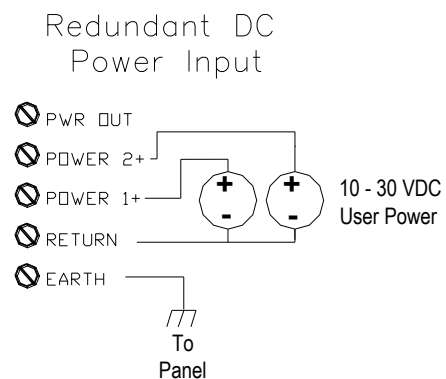 Redundant DC
Power Input
PWR OUT
POWER 2+
POWER 1+
RETURN
EARTH
+
-
+
-
10 - 30 VDC
User Power
To
Panel